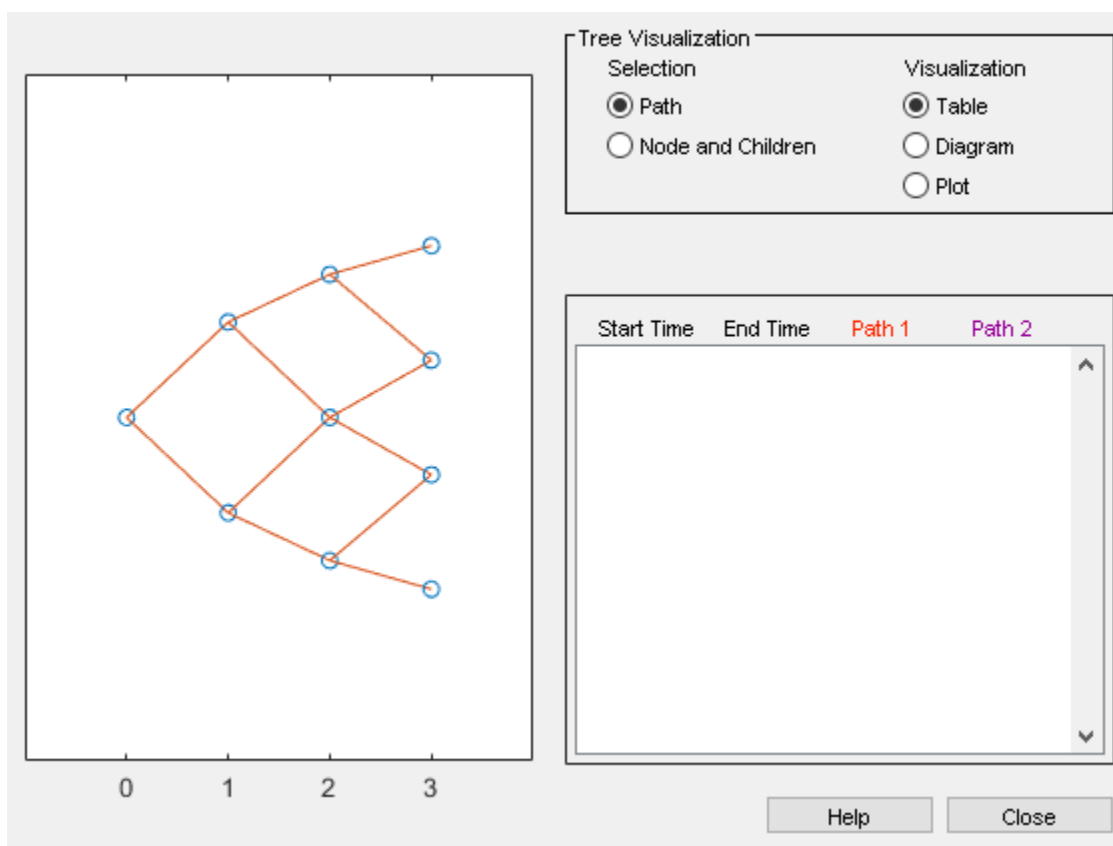 Tree Visualization
Selection
Visualization
Path
Table
Node and Children
Diagram
Plot
Start Time End Time Path 1 Path 2
0 1 2 3
Help Close